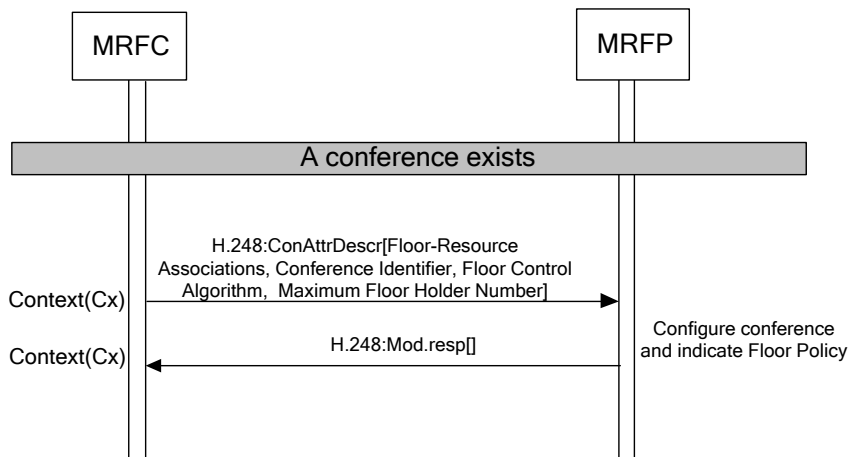 MRFC
MRFP
A conference exists
H.248:ConAttrDescr[Floor-Resource
Associations, Conference Identifier, Floor Control
Algorithm,  Maximum Floor Holder Number]
Context(Cx)
Configure conference
and indicate Floor Policy
H.248:Mod.resp[]
Context(Cx)